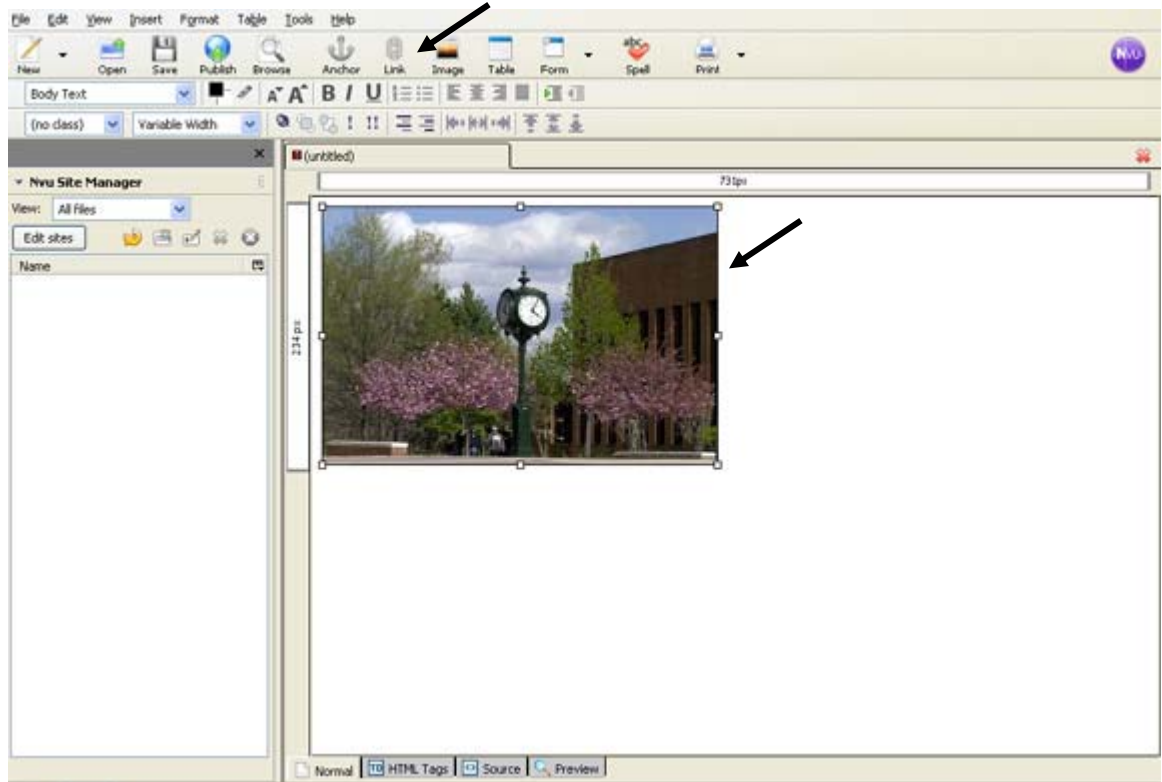 File Edit View Insert Format Table Tools Help
New Open Save Publish Browse Anchor Link Image Table Form Spell Print
abc
Nvu
Body Text A A B I U
(no class) Variable Width ! !!
(untitled)
Nvu Site Manager
731px
View: All files
Edit sites
Name
234 px
Normal HTML Tags Source Preview